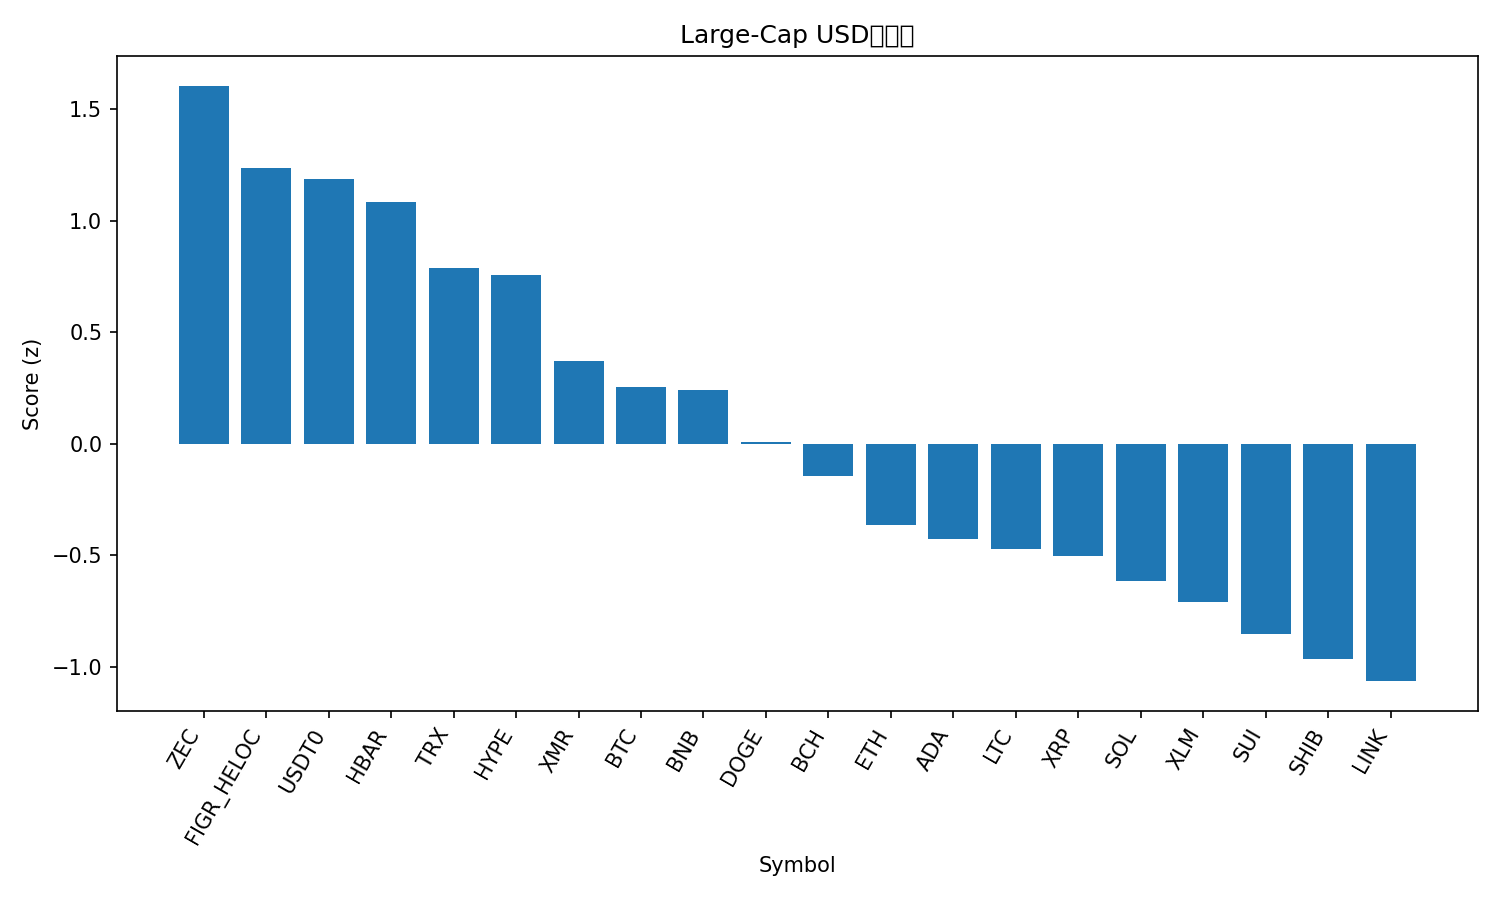 Large-Cap USD
Score (z)
1.5
1.0
0.5
0.0
−0.5
−1.0
ZEC
FIGR_HELOC
USDT0
HBAR
TRX
HYPE
XMR
BTC
BNB
DOGE
BCH
ETH
ADA
LTC
XRP
SOL
XLM
SUI
SHIB
LINK
Symbol